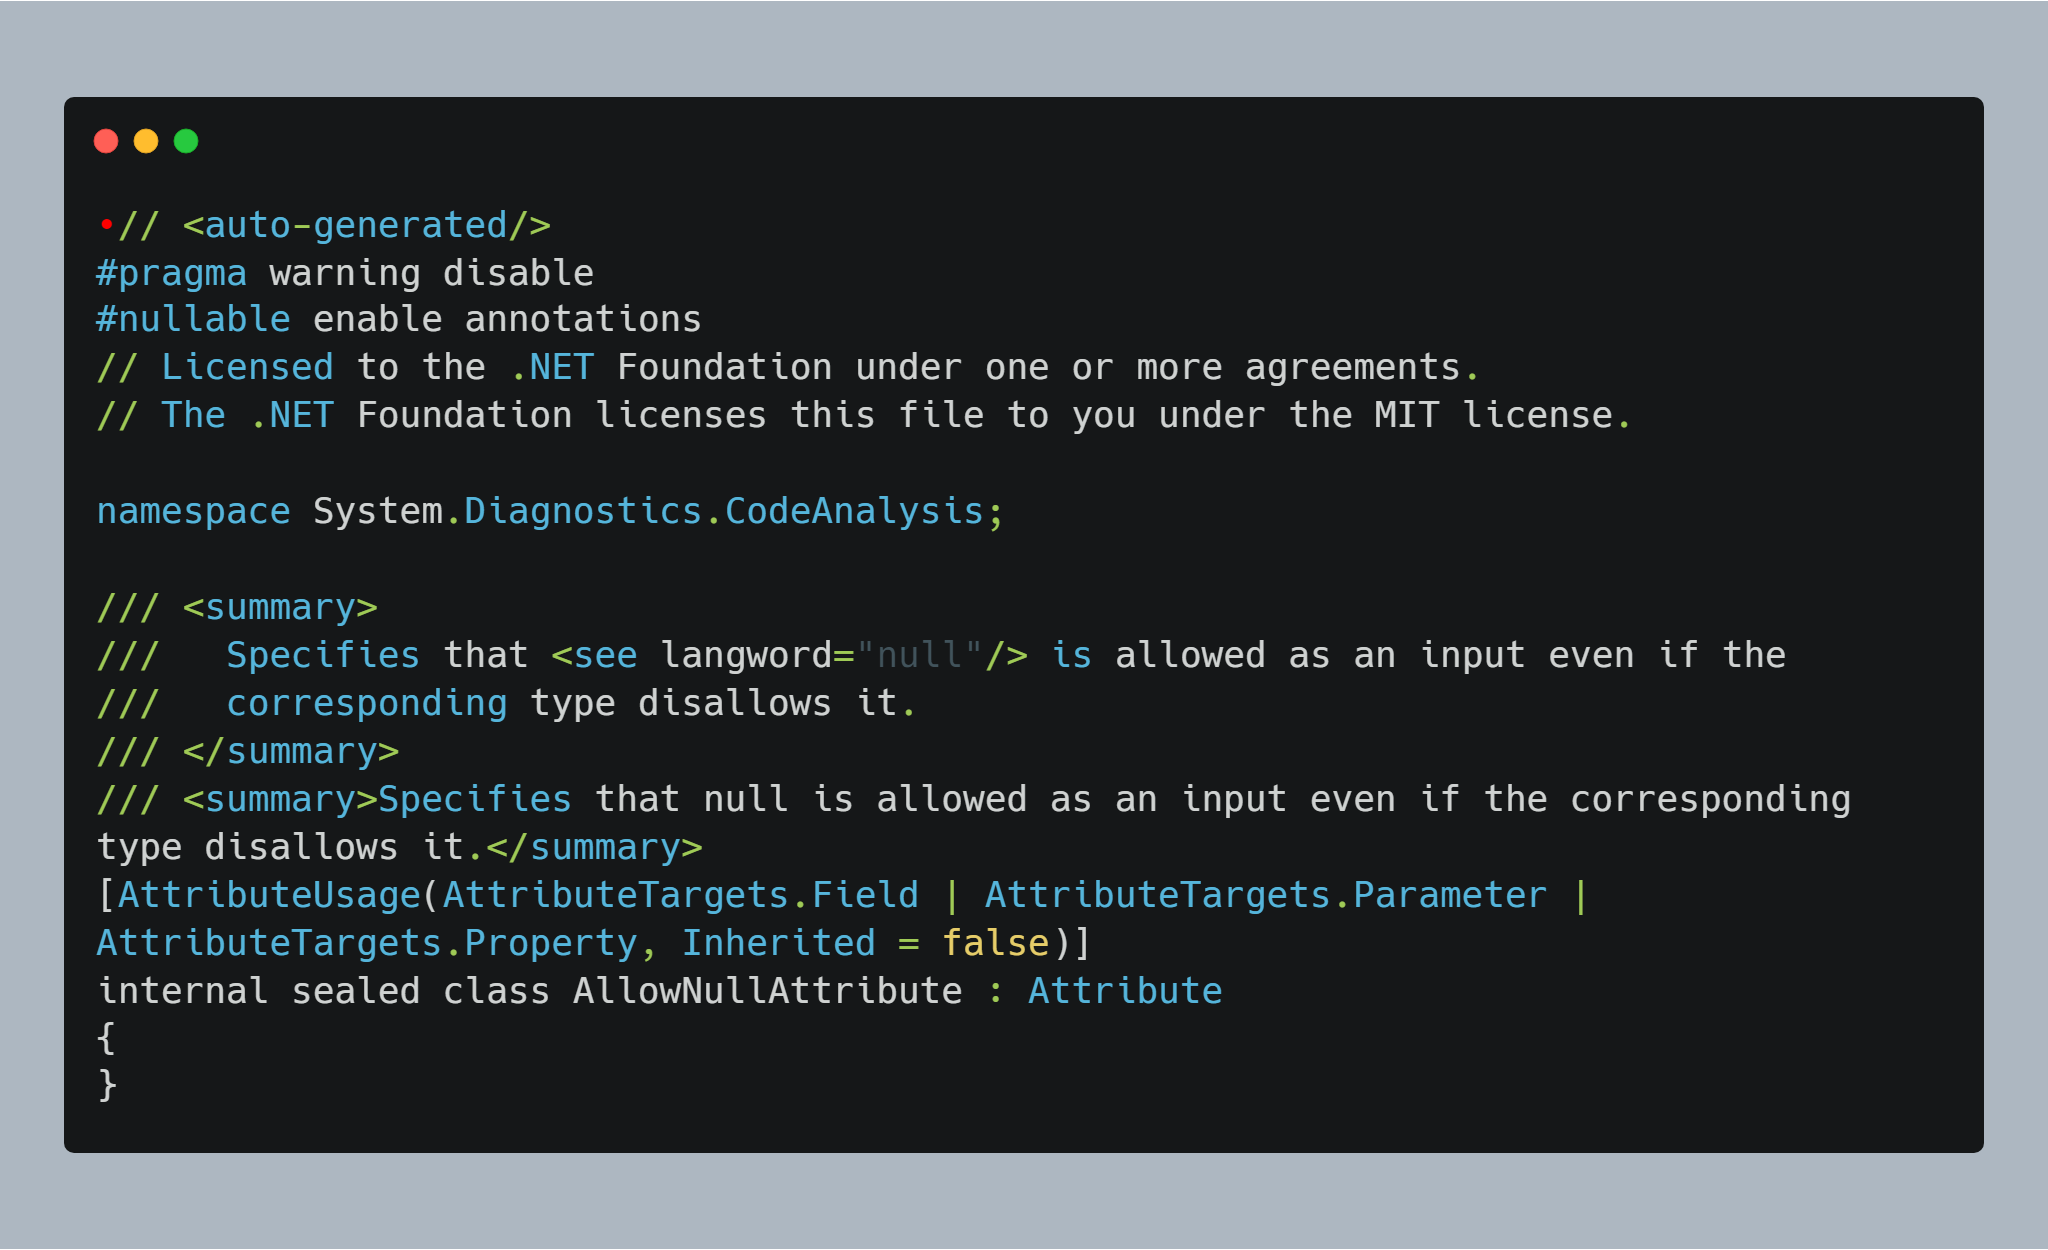 •// <auto-generated/>
#pragma warning disable
#nullable enable annotations
// Licensed to the .NET Foundation under one or more agreements.
// The .NET Foundation licenses this file to you under the MIT license.

namespace System.Diagnostics.CodeAnalysis;

/// <summary>
///   Specifies that <see langword="null"/> is allowed as an input even if the
///   corresponding type disallows it.
/// </summary>
/// <summary>Specifies that null is allowed as an input even if the corresponding
type disallows it.</summary>
[AttributeUsage(AttributeTargets.Field | AttributeTargets.Parameter |
AttributeTargets.Property, Inherited = false)]
internal sealed class AllowNullAttribute : Attribute
{
}